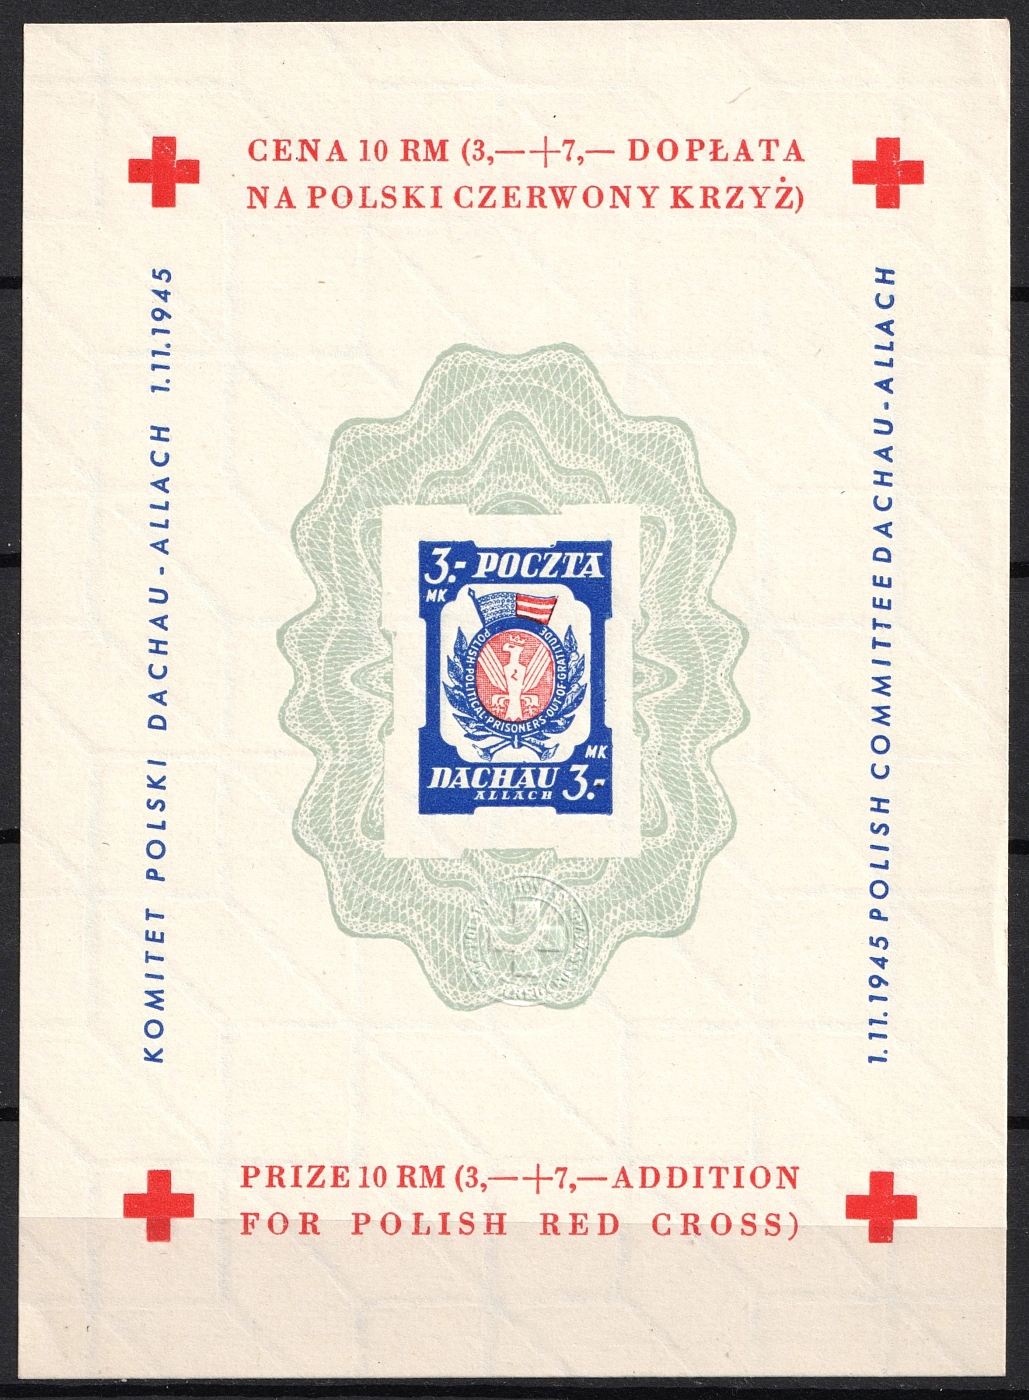 CENA 10 RM (3,—+7,— DOPŁATA
NA POLSKI CZERWONY KRZYŻ)
KOMITET POLSKI DACHAU-ALLACH 1.11.1945
3.- POCZTA
MK
POLISH·POLITICAL·PRISONERS·OUT·OF·GRATITUDE
MK
DACHAU 3.-
ALLACH
1.11.1945 POLISH COMMITTEE DACHAU-ALLACH
PRIZE 10 RM (3,—+7,— ADDITION
FOR POLISH RED CROSS)